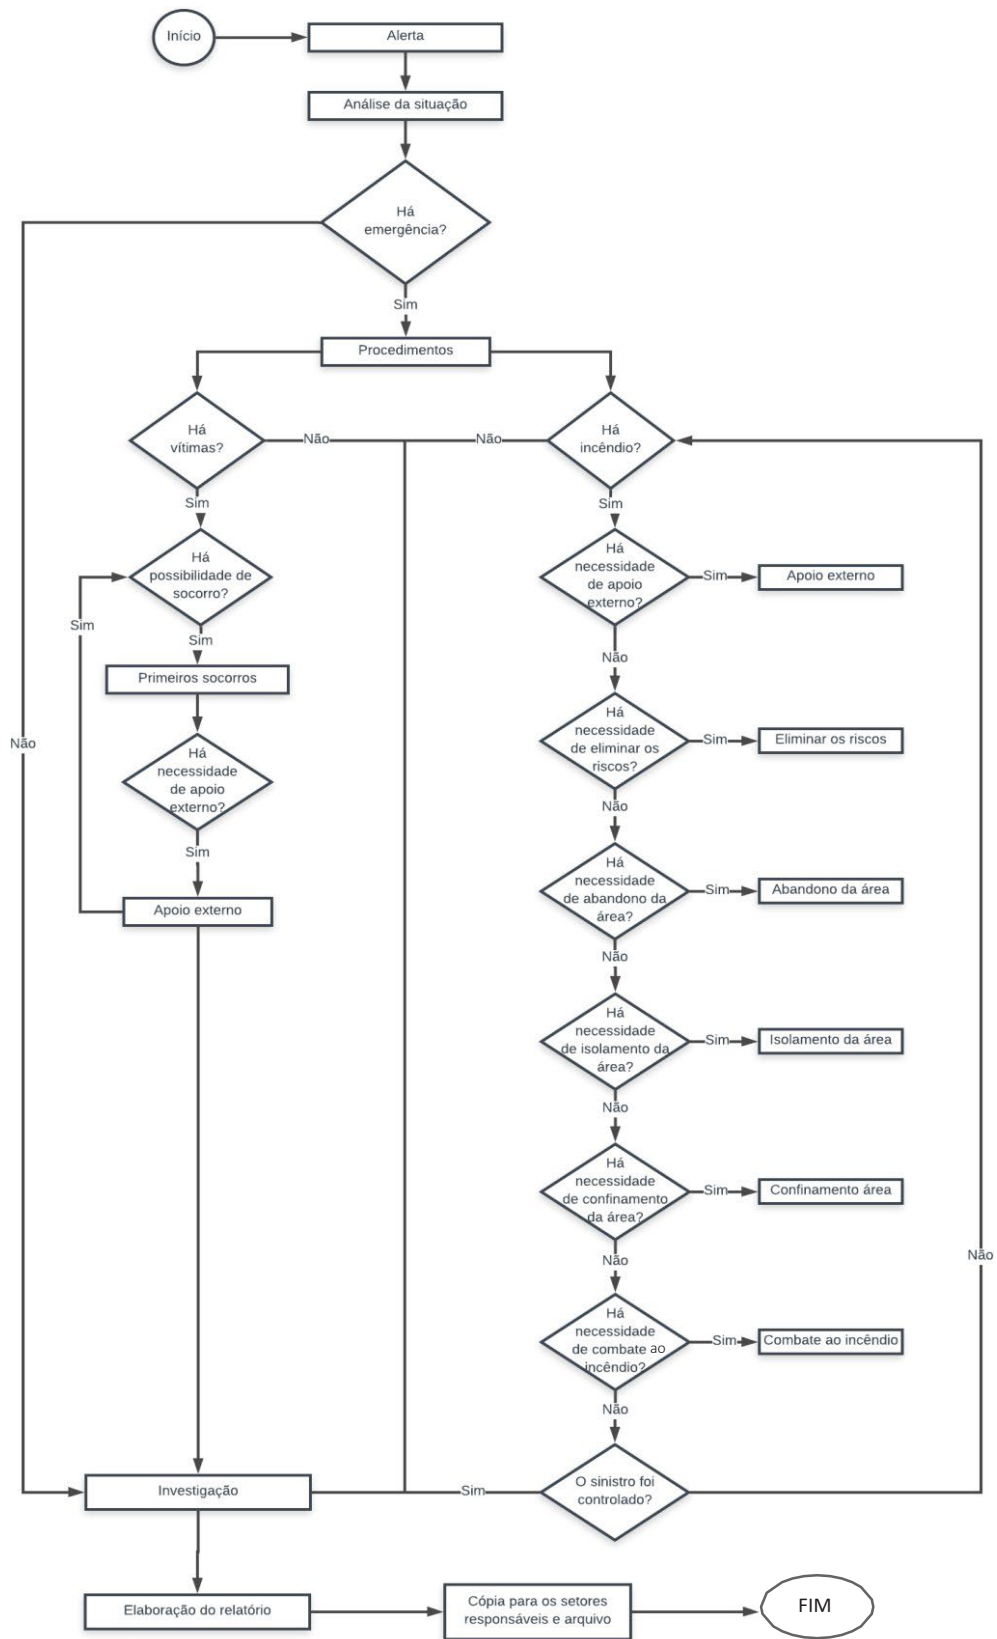 Início
Alerta
Análise da situação
Há
emergência?
Sim
Procedimentos
Há
vítimas?
Não
Não
Há
incêndio?
Sim
Sim
Há
possibilidade de
socorro?
Há
necessidade
de apoio
externo?
Sim
Apoio externo
Sim
Sim
Não
Primeiros socorros
Há
necessidade
de eliminar os
riscos?
Sim
Eliminar os riscos
Não
Há
necessidade
de apoio
externo?
Não
Sim
Há
necessidade
de abandono da
área?
Sim
Abandono da área
Apoio externo
Não
Há
necessidade
de isolamento da
área?
Sim
Isolamento da área
Não
Há
necessidade
de confinamento
da área?
Sim
Confinamento área
Não
Não
Há
necessidade
de combate ao
incêndio?
Sim
Combate ao incêndio
Não
O sinistro foi
controlado?
Sim
Investigação
Elaboração do relatório
Cópia para os setores
responsáveis e arquivo
FIM